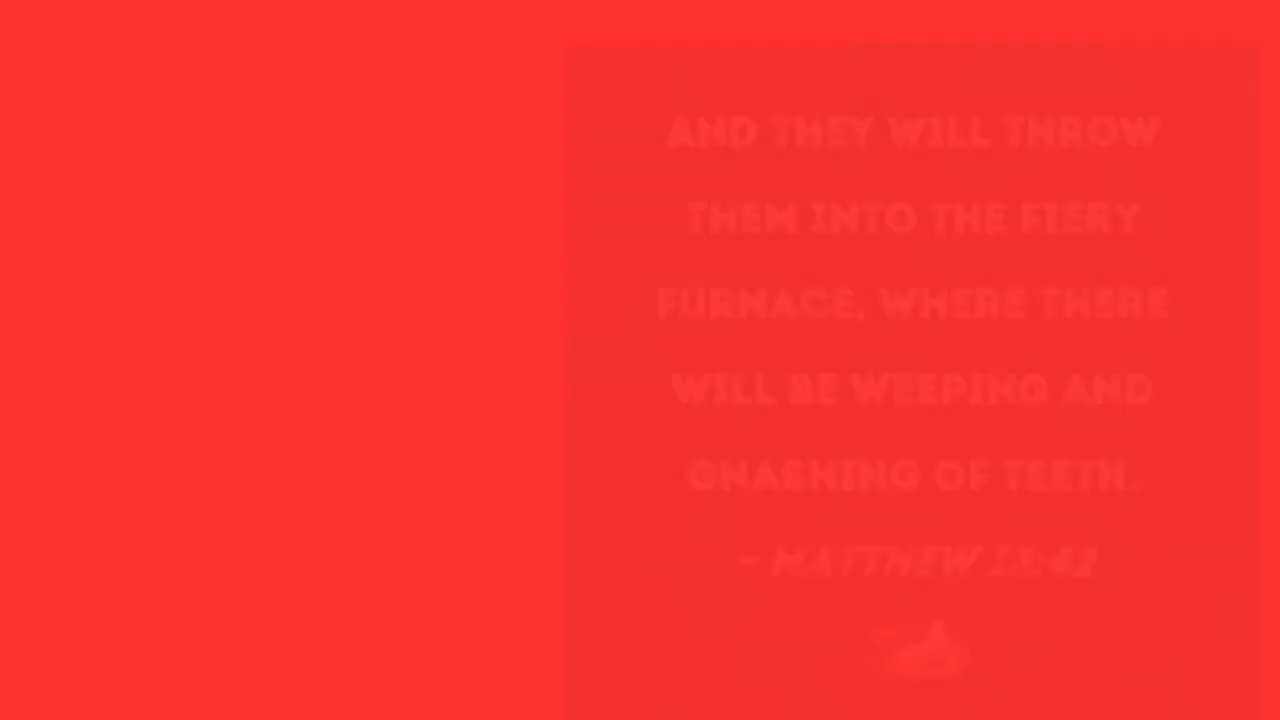 AND THEY WILL THROW
THEM INTO THE FIERY
FURNACE, WHERE THERE
WILL BE WEEPING AND
GNASHING OF TEETH.
- MATTHEW 13:42